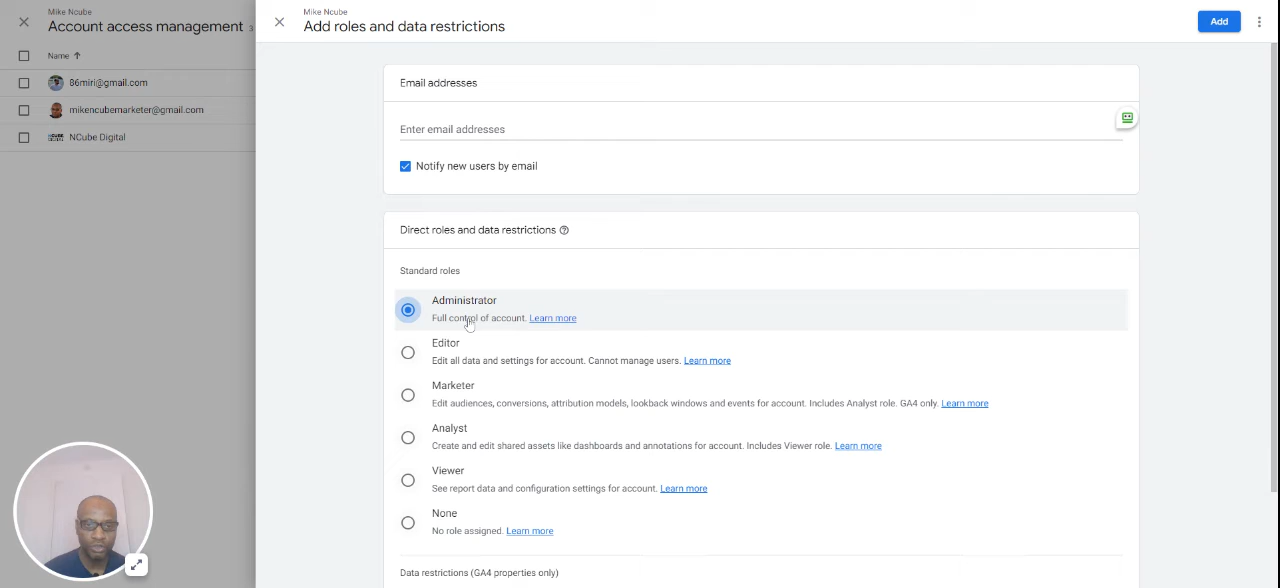 Mike Ncube
Account access management 3
Name
86miri@gmail.com
mikencubemarketer@gmail.com
NCube Digital
Mike Ncube
Add roles and data restrictions
Add
Email addresses
Enter email addresses
Notify new users by email
Direct roles and data restrictions
Standard roles
Administrator
Full control of account. Learn more
Editor
Edit all data and settings for account. Cannot manage users. Learn more
Marketer
Edit audiences, conversions, attribution models, lookback windows and events for account. Includes Analyst role. GA4 only. Learn more
Analyst
Create and edit shared assets like dashboards and annotations for account. Includes Viewer role. Learn more
Viewer
See report data and configuration settings for account. Learn more
None
No role assigned. Learn more
Data restrictions (GA4 properties only)